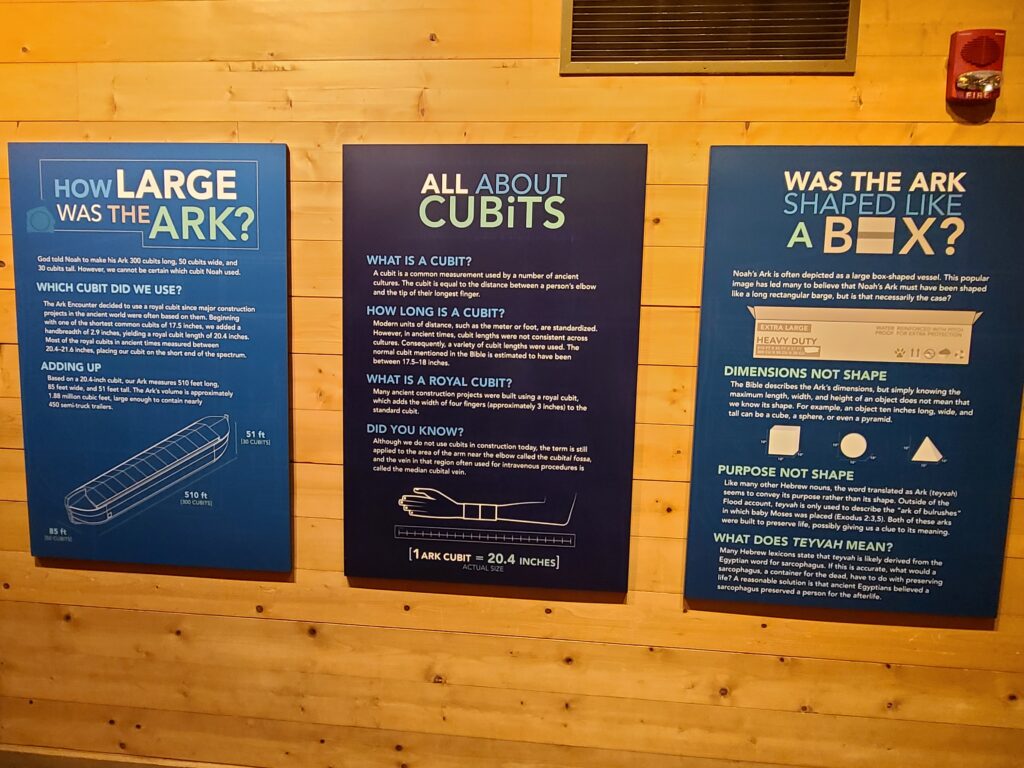 HOW LARGE
WAS THE ARK?
God told Noah to make his Ark 300 cubits long, 50 cubits wide, and
30 cubits tall. However, we cannot be certain which cubit Noah used.
WHICH CUBIT DID WE USE?
The Ark Encounter decided to use a royal cubit since major construction
projects in the ancient world were often based on them. Beginning
with one of the shortest common cubits of 17.5 inches, we added a
handbreadth of 2.9 inches, yielding a royal cubit length of 20.4 inches.
Most of the royal cubits in ancient times measured between
20.4–21.6 inches, placing our cubit on the short end of the spectrum.
ADDING UP
Based on a 20.4-inch cubit, our Ark measures 510 feet long,
85 feet wide, and 51 feet tall. The Ark's volume is approximately
1.88 million cubic feet, large enough to contain nearly
450 semi-truck trailers.
51 ft
[30 CUBITS]
510 ft
[300 CUBITS]
85 ft
[50 CUBITS]
ALL ABOUT
CUBiTS
WHAT IS A CUBIT?
A cubit is a common measurement used by a number of ancient
cultures. The cubit is equal to the distance between a person's elbow
and the tip of their longest finger.
HOW LONG IS A CUBIT?
Modern units of distance, such as the meter or foot, are standardized.
However, in ancient times, cubit lengths were not consistent across
cultures. Consequently, a variety of cubit lengths were used. The
normal cubit mentioned in the Bible is estimated to have been
between 17.5–18 inches.
WHAT IS A ROYAL CUBIT?
Many ancient construction projects were built using a royal cubit,
which adds the width of four fingers (approximately 3 inches) to the
standard cubit.
DID YOU KNOW?
Although we do not use cubits in construction today, the term is still
applied to the area of the arm near the elbow called the cubital fossa,
and the vein in that region often used for intravenous procedures is
called the median cubital vein.
[1 ARK CUBIT = 20.4 INCHES]
ACTUAL SIZE
WAS THE ARK
SHAPED LIKE
A B X?
Noah's Ark is often depicted as a large box-shaped vessel. This popular
image has led many to believe that Noah's Ark must have been shaped
like a long rectangular barge, but is that necessarily the case?
EXTRA LARGE
HEAVY DUTY
WATER REINFORCED WITH PITCH
PROOF FOR EXTRA PROTECTION
DIMENSIONS NOT SHAPE
The Bible describes the Ark's dimensions, but simply knowing the
maximum length, width, and height of an object does not mean that
we know its shape. For example, an object ten inches long, wide, and
tall can be a cube, a sphere, or even a pyramid.
PURPOSE NOT SHAPE
Like many other Hebrew nouns, the word translated as Ark (teyvah)
seems to convey its purpose rather than its shape. Outside of the
Flood account, teyvah is only used to describe the "ark of bulrushes"
in which baby Moses was placed (Exodus 2:3,5). Both of these arks
were built to preserve life, possibly giving us a clue to its meaning.
WHAT DOES TEYVAH MEAN?
Many Hebrew lexicons state that teyvah is likely derived from the
Egyptian word for sarcophagus. If this is accurate, what would a
sarcophagus, a container for the dead, have to do with preserving
life? A reasonable solution is that ancient Egyptians believed a
sarcophagus preserved a person for the afterlife.
FIRE